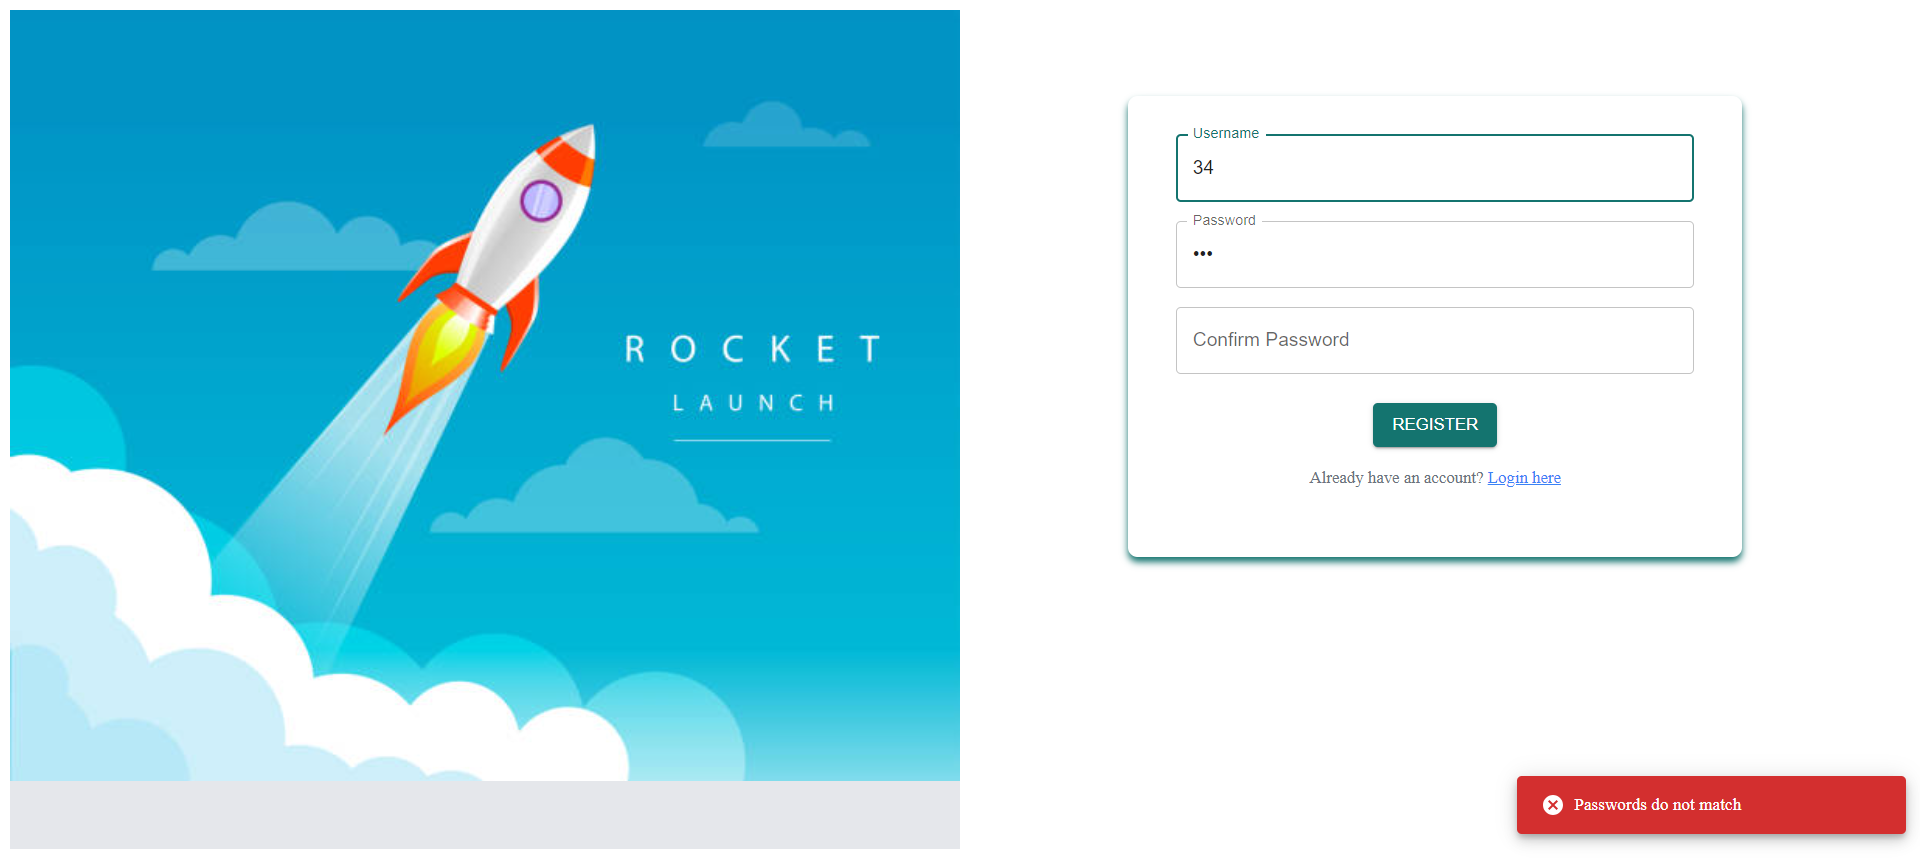 ROCKET
LAUNCH
Username
34
Password
•••
Confirm Password
REGISTER
Already have an account? Login here
Passwords do not match